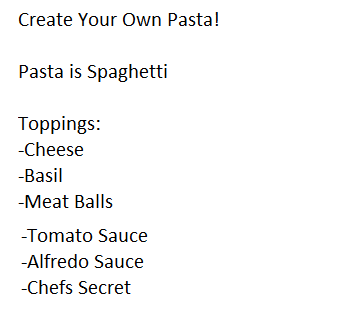 Create Your Own Pasta!
Pasta is Spaghetti
Toppings:
-Cheese
-Basil
-Meat Balls
-Tomato Sauce
-Alfredo Sauce
-Chefs Secret